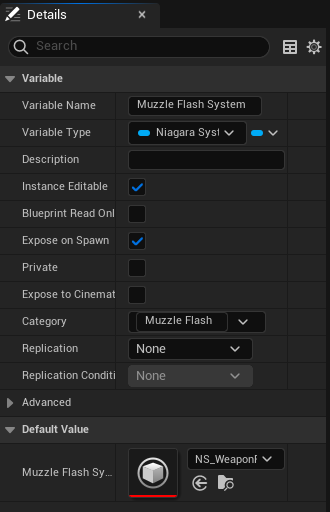 Details
Search
Variable
Variable Name Muzzle Flash System
Variable Type Niagara Syst
Description
Instance Editable
Blueprint Read Onl
Expose on Spawn
Private
Expose to Cinemat
Category Muzzle Flash
Replication None
Replication Conditi None
Advanced
Default Value
Muzzle Flash Sy... NS_WeaponF